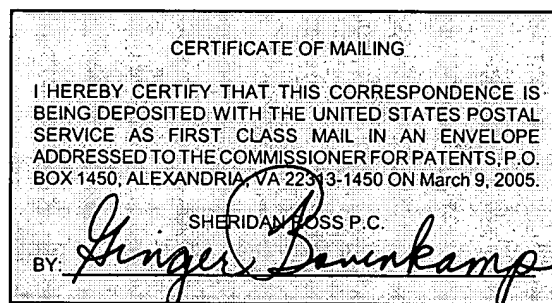 CERTIFICATE OF MAILING
I HEREBY CERTIFY THAT THIS CORRESPONDENCE IS
BEING DEPOSITED WITH THE UNITED STATES POSTAL
SERVICE AS FIRST CLASS MAIL IN AN ENVELOPE
ADDRESSED TO THE COMMISSIONER FOR PATENTS, P.O.
BOX 1450, ALEXANDRIA, VA 22313-1450 ON March 9, 2005.
SHERIDAN ROSS P.C.
BY: Ginger Bovenkamp